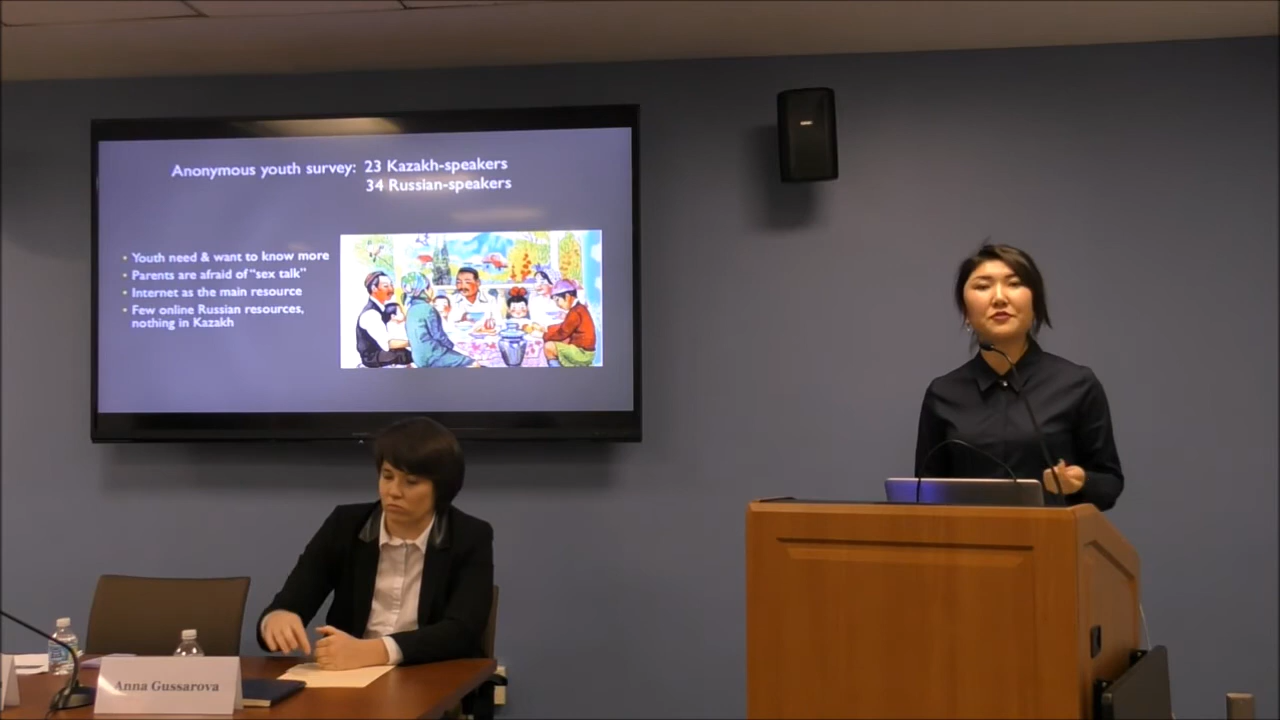 Anonymous youth survey: 23 Kazakh-speakers
34 Russian-speakers
• Youth need & want to know more
• Parents are afraid of "sex talk"
• Internet as the main resource
• Few online Russian resources,
nothing in Kazakh
Anna Gussarova